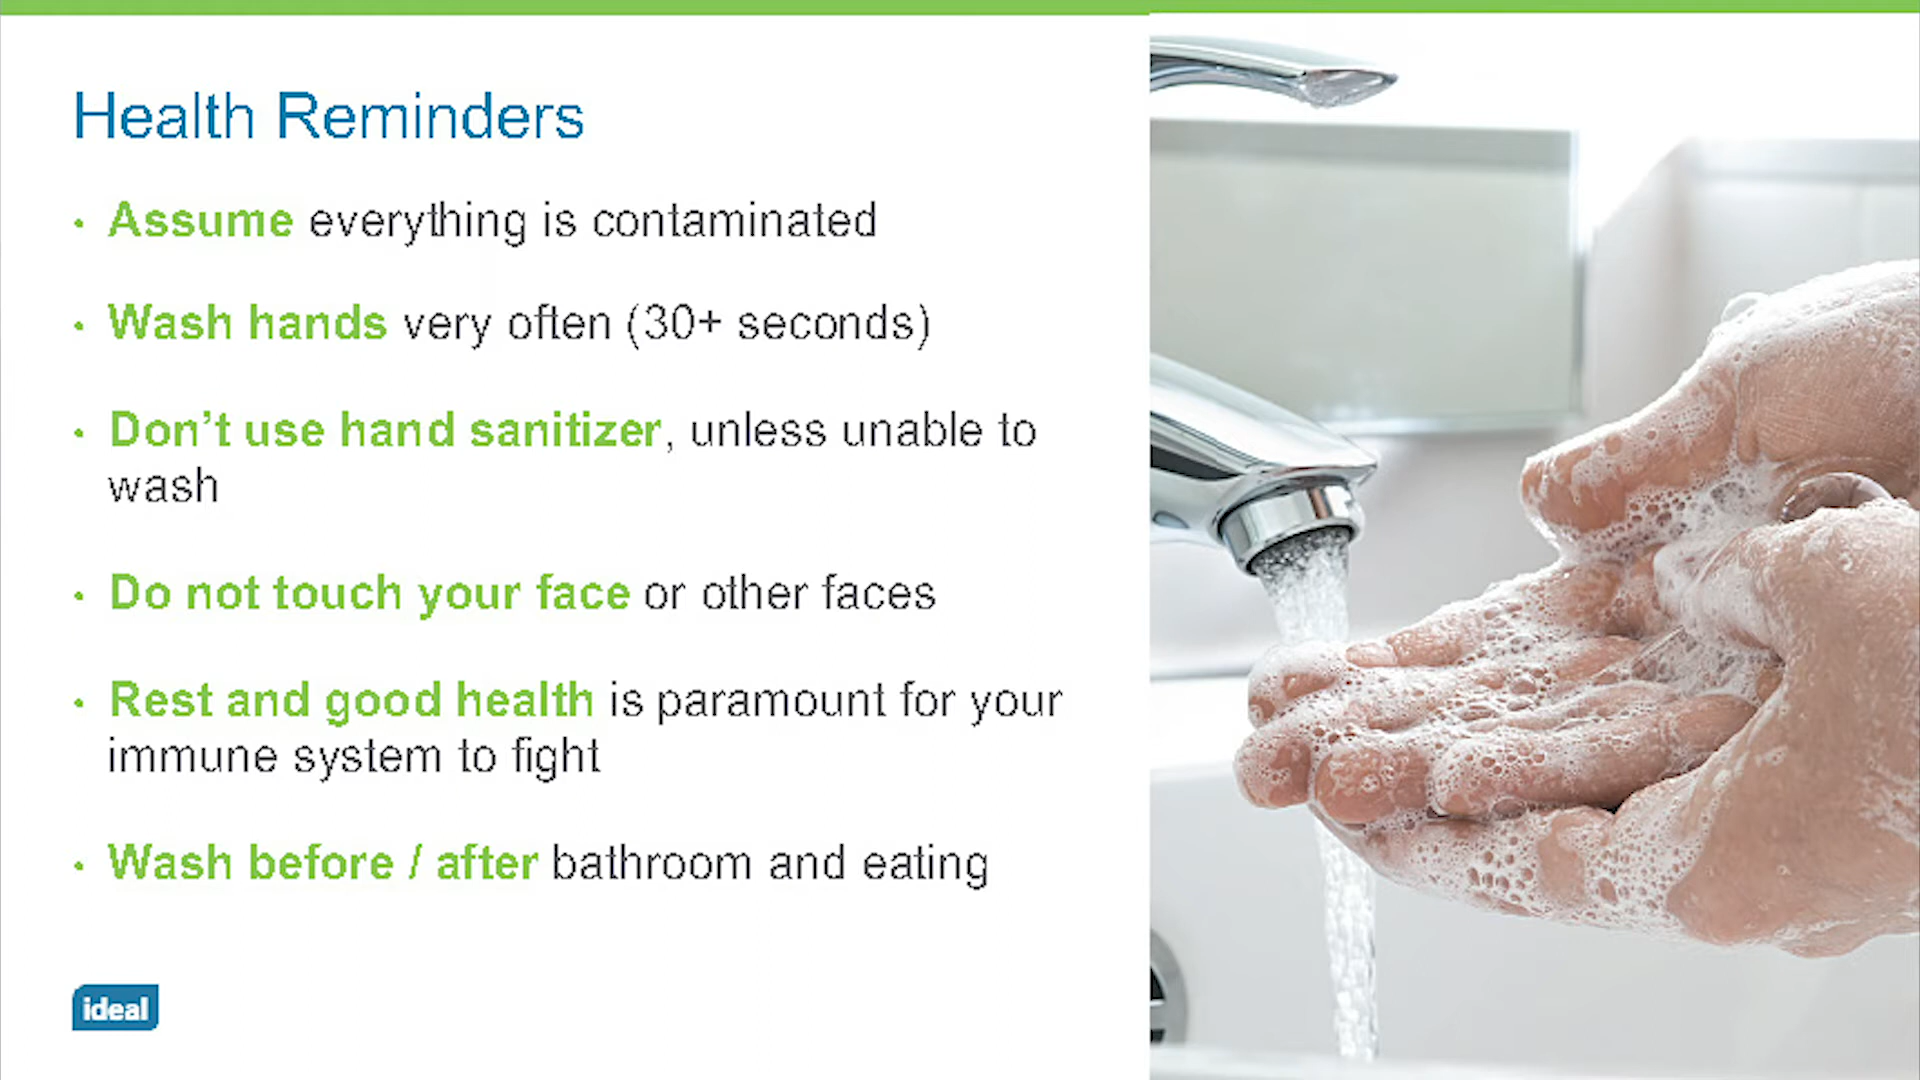 Health Reminders
• Assume everything is contaminated
• Wash hands very often (30+ seconds)
• Don’t use hand sanitizer, unless unable to
wash
• Do not touch your face or other faces
• Rest and good health is paramount for your
immune system to fight
• Wash before / after bathroom and eating
ideal